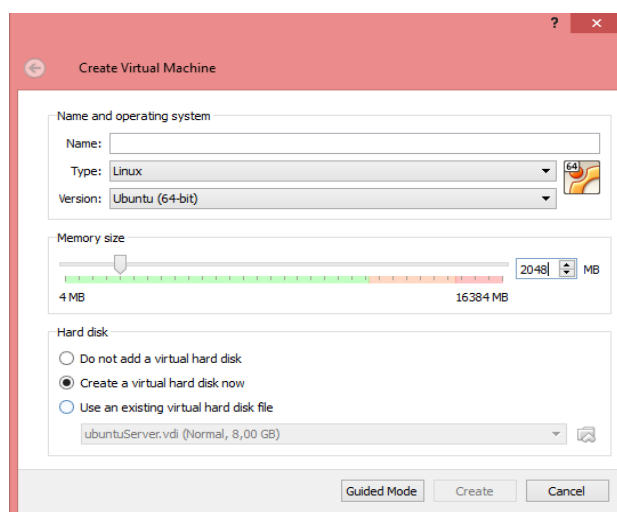 ?
Create Virtual Machine
Name and operating system
Name:
Type: Linux
64
Version: Ubuntu (64-bit)
Memory size
2048 MB
4 MB 16384 MB
Hard disk
Do not add a virtual hard disk
Create a virtual hard disk now
Use an existing virtual hard disk file
ubuntuServer.vdi (Normal, 8,00 GB)
Guided Mode Create Cancel